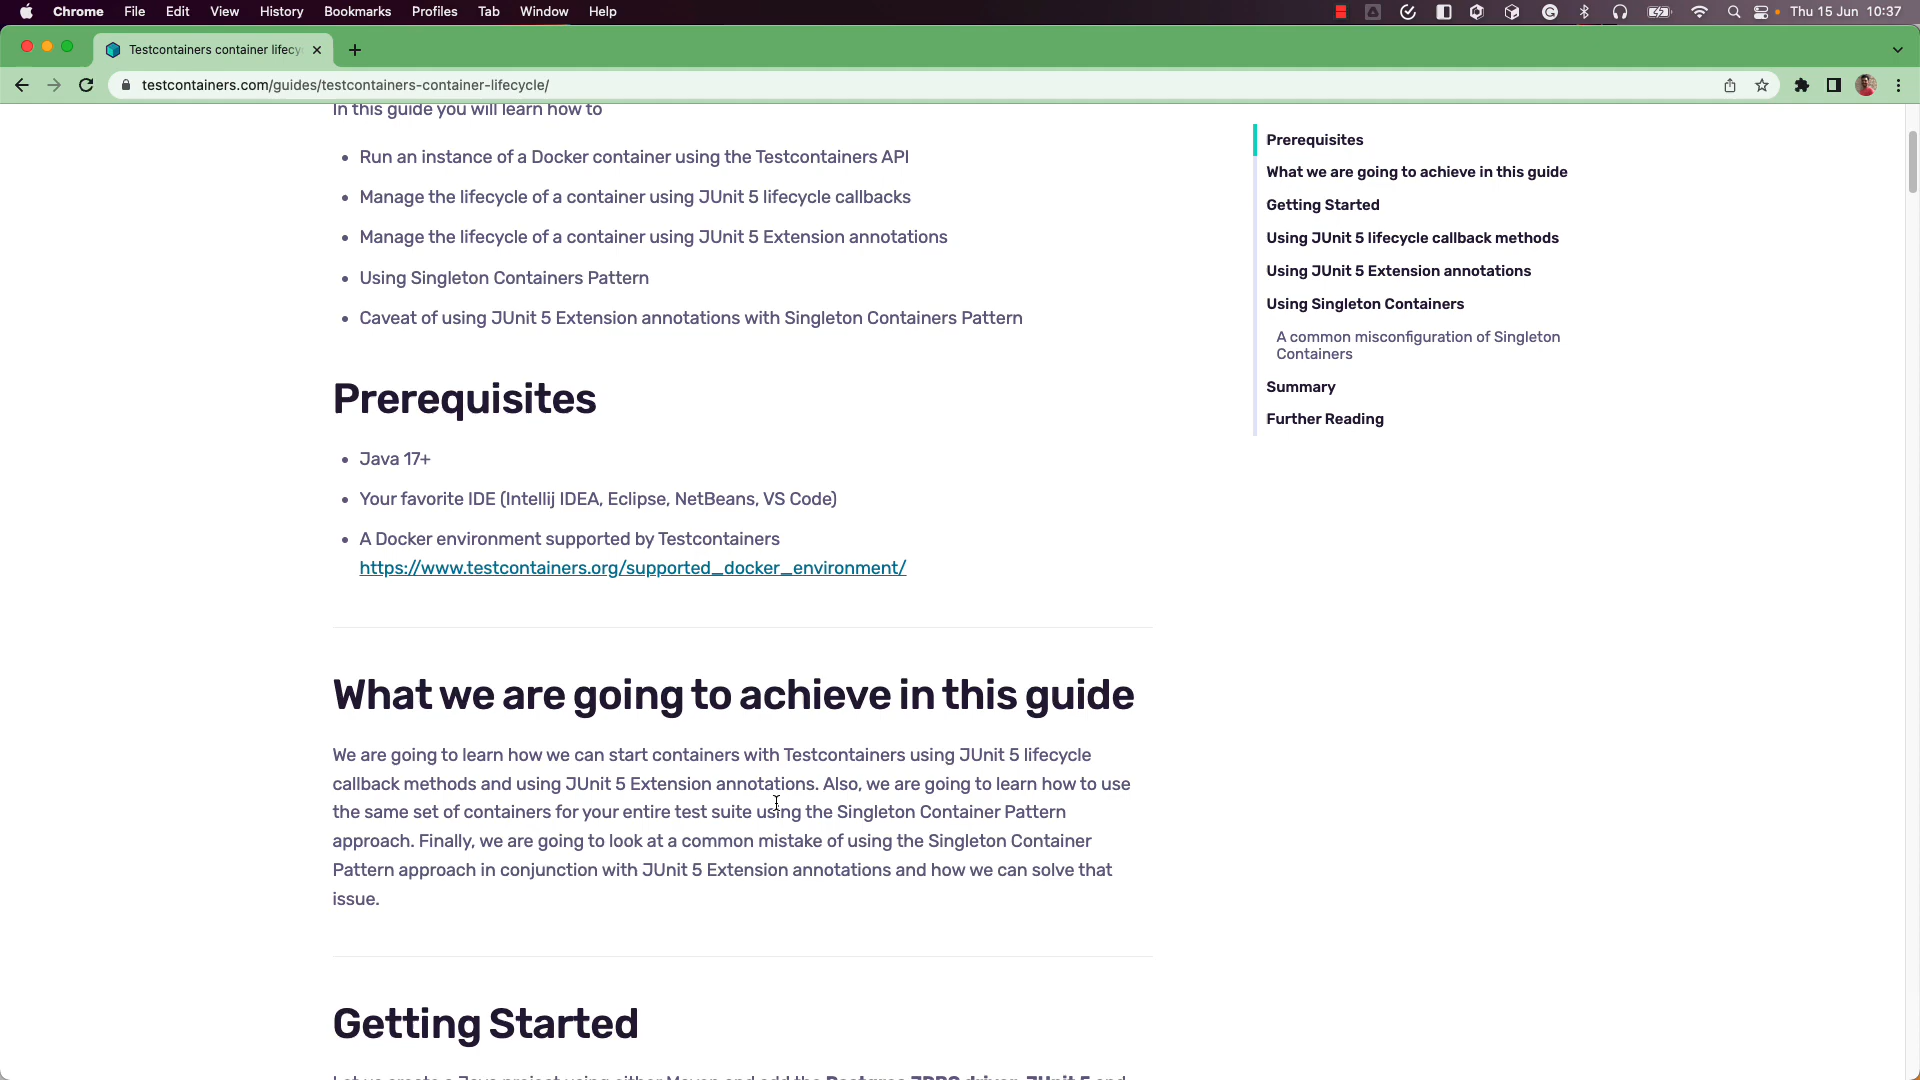 Chrome File Edit View History Bookmarks Profiles Tab Window Help Thu 15 Jun 10:37
Testcontainers container lifecy
testcontainers.com/guides/testcontainers-container-lifecycle/
In this guide you will learn how to
• Run an instance of a Docker container using the Testcontainers API
• Manage the lifecycle of a container using JUnit 5 lifecycle callbacks
• Manage the lifecycle of a container using JUnit 5 Extension annotations
• Using Singleton Containers Pattern
• Caveat of using JUnit 5 Extension annotations with Singleton Containers Pattern
Prerequisites
• Java 17+
• Your favorite IDE (Intellij IDEA, Eclipse, NetBeans, VS Code)
• A Docker environment supported by Testcontainers
https://www.testcontainers.org/supported_docker_environment/
What we are going to achieve in this guide
We are going to learn how we can start containers with Testcontainers using JUnit 5 lifecycle
callback methods and using JUnit 5 Extension annotations. Also, we are going to learn how to use
the same set of containers for your entire test suite using the Singleton Container Pattern
approach. Finally, we are going to look at a common mistake of using the Singleton Container
Pattern approach in conjunction with JUnit 5 Extension annotations and how we can solve that
issue.
Getting Started
Let us create a Java project using either Maven and add the Postgres JDBC driver, JUnit 5 and
Prerequisites
What we are going to achieve in this guide
Getting Started
Using JUnit 5 lifecycle callback methods
Using JUnit 5 Extension annotations
Using Singleton Containers
A common misconfiguration of Singleton
Containers
Summary
Further Reading